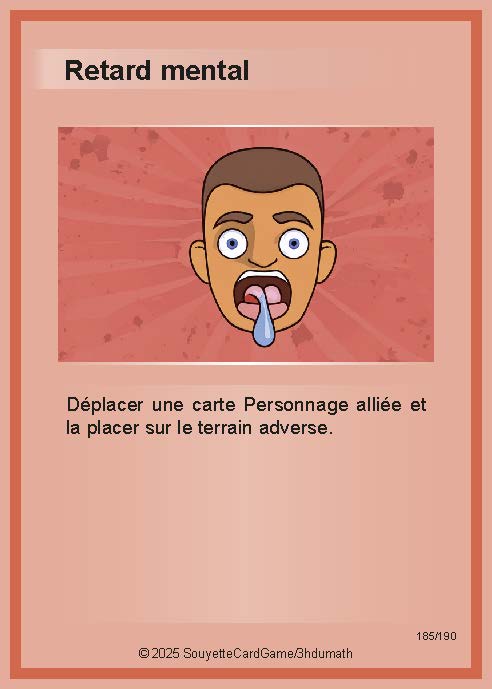 Retard mental
Déplacer une carte Personnage alliée et
la placer sur le terrain adverse.
185/190
© 2025 SouyetteCardGame/3hdumath